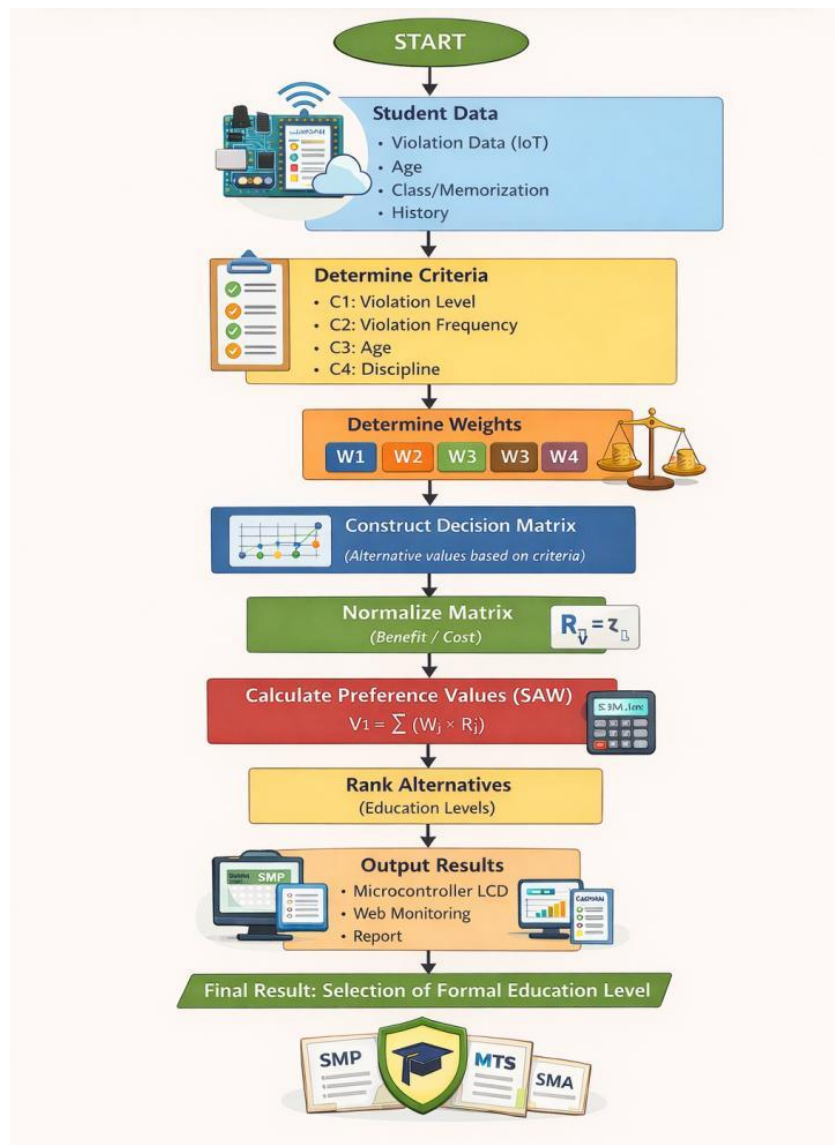 START
Student Data
• Violation Data (IoT)
• Age
• Class/Memorization
• History
Determine Criteria
• C1: Violation Level
• C2: Violation Frequency
• C3: Age
• C4: Discipline
Determine Weights
W1 W2 W3 W3 W4
Construct Decision Matrix
(Alternative values based on criteria)
Normalize Matrix
(Benefit / Cost)
Calculate Preference Values (SAW)
V1 = ∑ (Wj × Rj)
Rank Alternatives
(Education Levels)
Output Results
SMP
• Microcontroller LCD
• Web Monitoring
• Report
Final Result: Selection of Formal Education Level
SMP
MTS
SMA